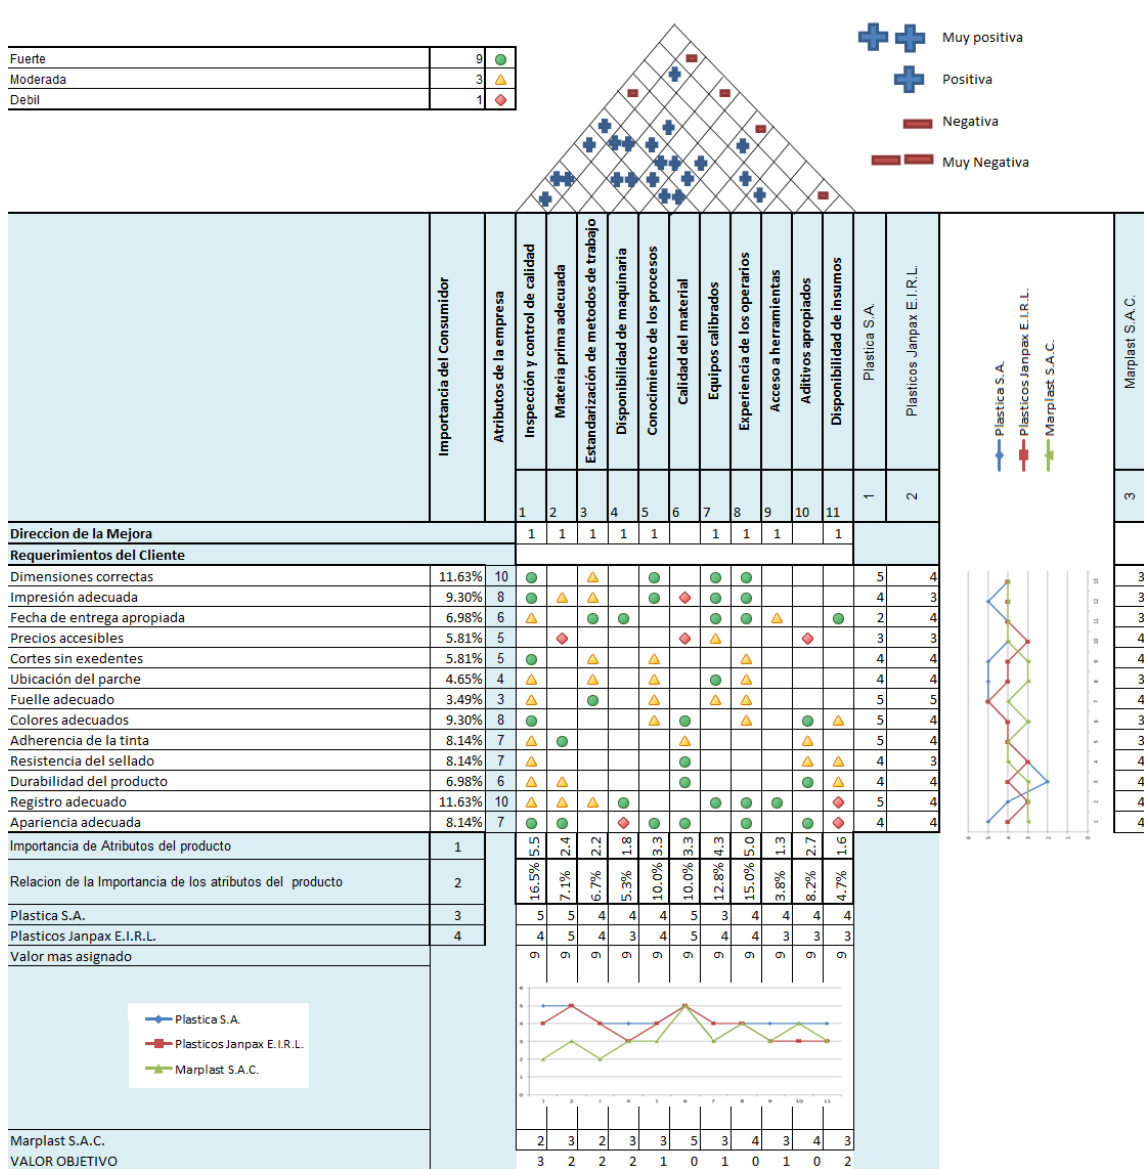 Muy positiva
Fuerte 9
Moderada 3
Positiva
Debil 1
Negativa
Muy Negativa
Importancia del Consumidor
Atributos de la empresa
Inspección y control de calidad
Materia prima adecuada
Estandarización de metodos de trabajo
Disponibilidad de maquinaria
Conocimiento de los procesos
Calidad del material
Equipos calibrados
Experiencia de los operarios
Acceso a herramientas
Aditivos apropiados
Disponibilidad de insumos
Plastica S.A.
Plasticos Janpax E.I.R.L.
Plastica S.A.
Plasticos Janpax E.I.R.L.
Marplast S.A.C.
Marplast S.A.C.
1 2 3 4 5 6 7 8 9 10 11 1 2 3
Direccion de la Mejora 1 1 1 1 1 1 1 1 1
Requerimientos del Cliente
Dimensiones correctas 11.63% 10 5 4 3
Impresión adecuada 9.30% 8 4 3 3
Fecha de entrega apropiada 6.98% 6 2 4 3
Precios accesibles 5.81% 5 3 3 4
Cortes sin exedentes 5.81% 5 4 4 4
Ubicación del parche 4.65% 4 4 4 3
Fuelle adecuado 3.49% 3 5 5 4
Colores adecuados 9.30% 8 5 4 3
Adherencia de la tinta 8.14% 7 5 4 3
Resistencia del sellado 8.14% 7 4 3 4
Durabilidad del producto 6.98% 6 4 4 4
Registro adecuado 11.63% 10 5 4 4
Apariencia adecuada 8.14% 7 4 4 4
Importancia de Atributos del producto 1 5.5 2.4 2.2 1.8 3.3 3.3 4.3 5.0 1.3 2.7 1.6
Relacion de la Importancia de los atributos del producto 2 16.5% 7.1% 6.7% 5.3% 10.0% 10.0% 12.8% 15.0% 3.8% 8.2% 4.7%
Plastica S.A. 3 5 5 4 4 4 5 3 4 4 4 4
Plasticos Janpax E.I.R.L. 4 4 5 4 3 4 5 4 4 3 3 3
Valor mas asignado 9 9 9 9 9 9 9 9 9 9 9
Plastica S.A.
Plasticos Janpax E.I.R.L.
Marplast S.A.C.
Marplast S.A.C. 2 3 2 3 3 5 3 4 3 4 3
VALOR OBJETIVO 3 2 2 2 1 0 1 0 1 0 2